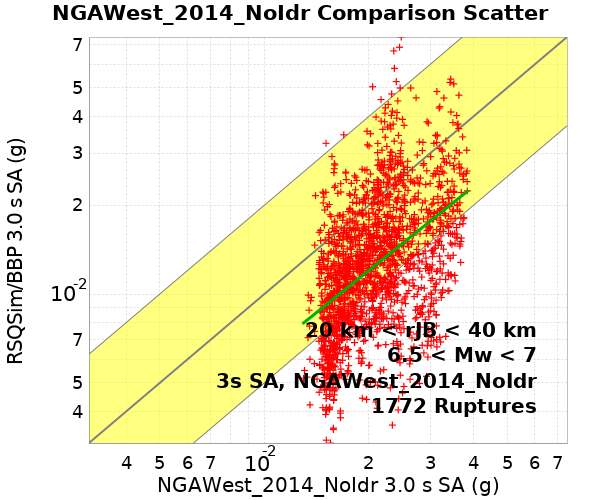 NGAWest_2014_NoIdr Comparison Scatter
RSQSim/BBP 3.0 s SA (g)
7
5
4
3
2
10-2
7
5
4
20 km < rJB < 40 km
6.5 < Mw < 7
3s SA, NGAWest_2014_NoIdr
1772 Ruptures
4 5 6 7 10-2 2 3 4 5 6 7
NGAWest_2014_NoIdr 3.0 s SA (g)